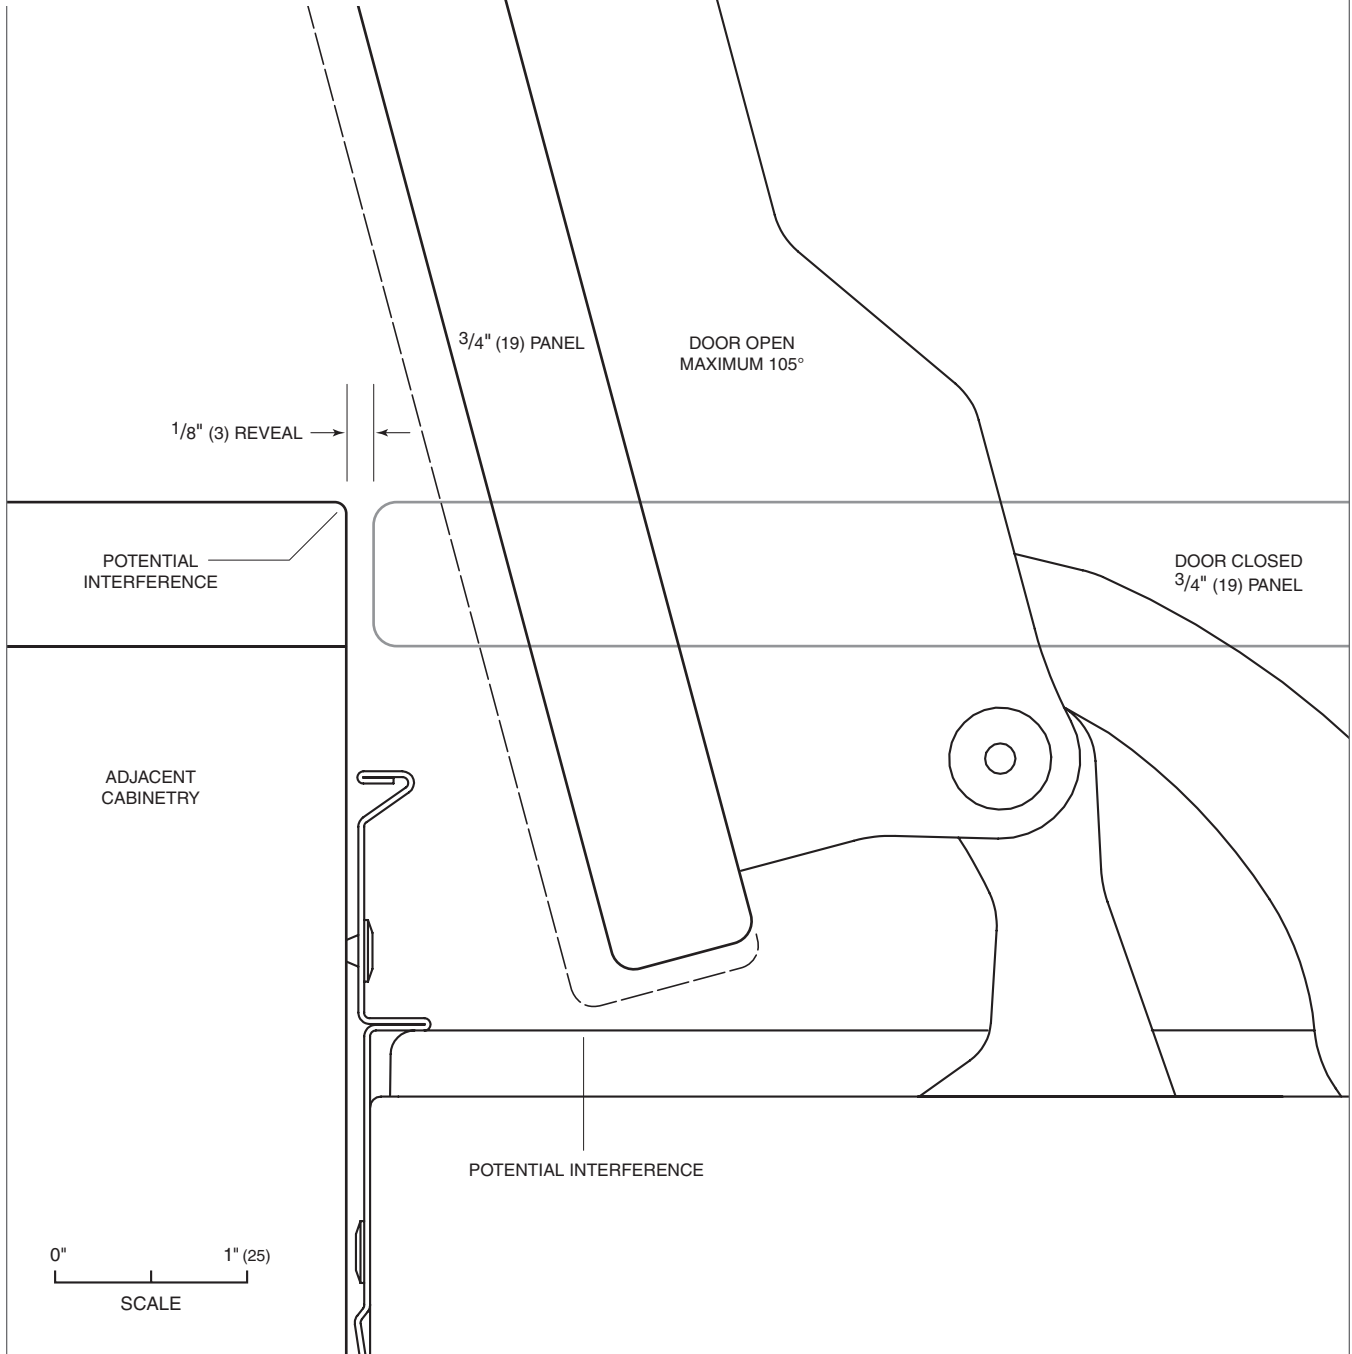 3/4" (19) PANEL
DOOR OPEN
MAXIMUM 105°
1/8" (3) REVEAL
POTENTIAL
INTERFERENCE
DOOR CLOSED
3/4" (19) PANEL
ADJACENT
CABINETRY
POTENTIAL INTERFERENCE
0" 1" (25)
SCALE